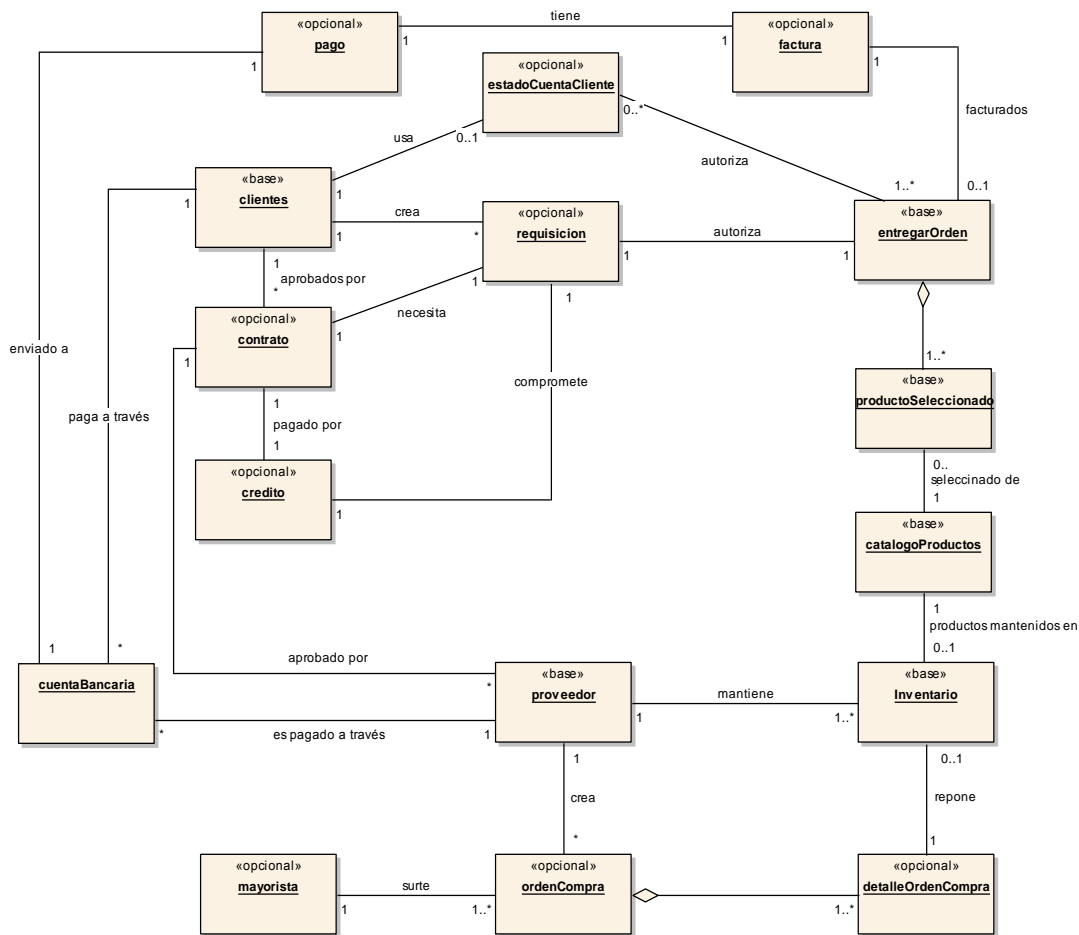 «opcional»
pago
1
1
tiene
1
«opcional»
factura
1
facturados
0..1
«opcional»
estadoCuentaCliente
0..1
0..*
usa
autoriza
1..*
«base»
clientes
1
1
1
1
crea
*
«opcional»
requisicion
1
1
1
autoriza
1
«base»
entregarOrden
aprobados por
*
necesita
«opcional»
contrato
1
1
1
enviado a
paga a través
compromete
1..*
«base»
productoSeleccionado
pagado por
1
«opcional»
credito
1
0..
seleccinado de
1
«base»
catalogoProductos
1
productos mantenidos en
0..1
1
*
cuentaBancaria
*
aprobado por
*
es pagado a través
1
«base»
proveedor
1
mantiene
1..*
«base»
Inventario
1
crea
*
0..1
repone
1
«opcional»
mayorista
1
surte
1..*
«opcional»
ordenCompra
1..*
«opcional»
detalleOrdenCompra